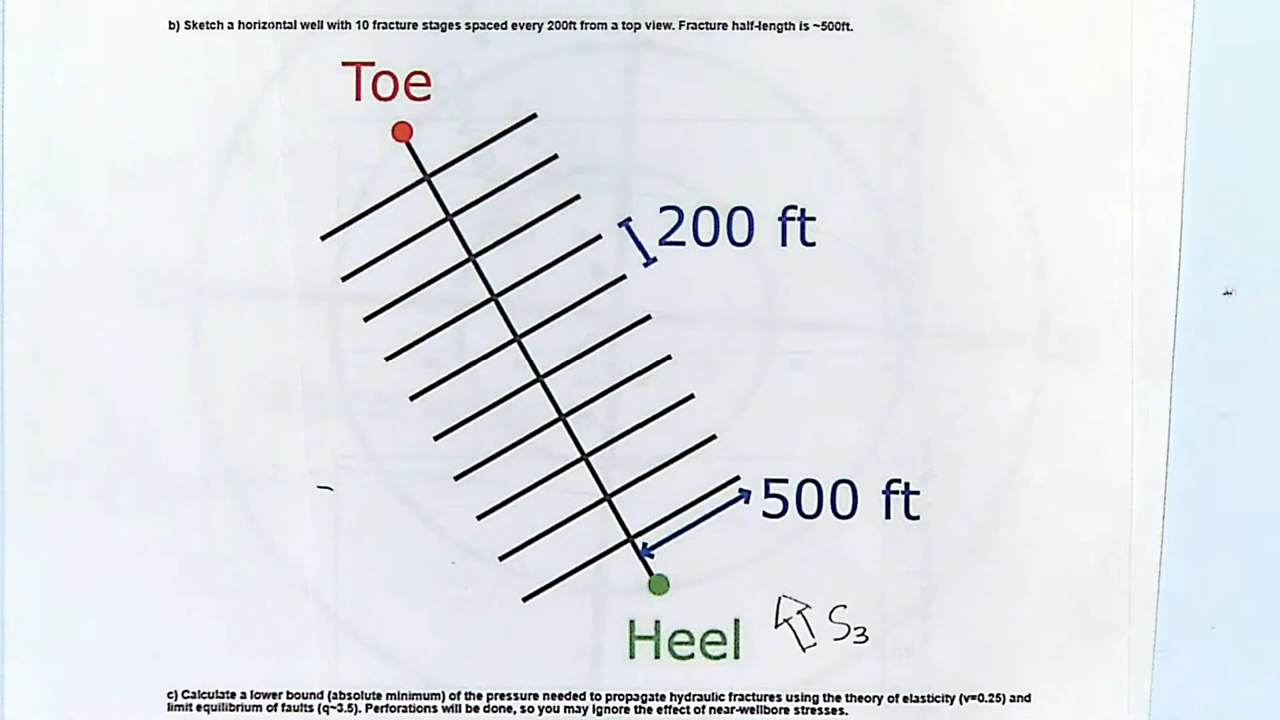 b) Sketch a horizontal well with 10 fracture stages spaced every 200ft from a top view. Fracture half-length is ~500ft.
Toe
200 ft
500 ft
Heel
S3
c) Calculate a lower bound (absolute minimum) of the pressure needed to propagate hydraulic fractures using the theory of elasticity (v=0.25) and
limit equilibrium of faults (q~3.5). Perforations will be done, so you may ignore the effect of near-wellbore stresses.